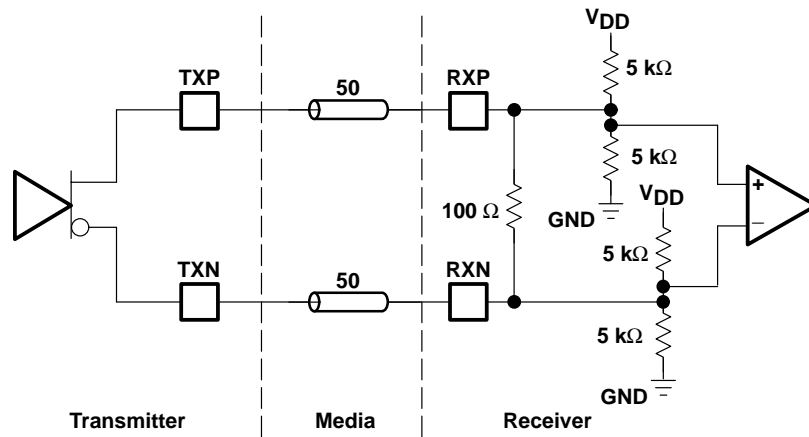 VDD
5 kΩ
TXP
50
RXP
5 kΩ
VDD
100 Ω
GND
+
−
5 kΩ
TXN
50
RXN
5 kΩ
GND
Transmitter
Media
Receiver